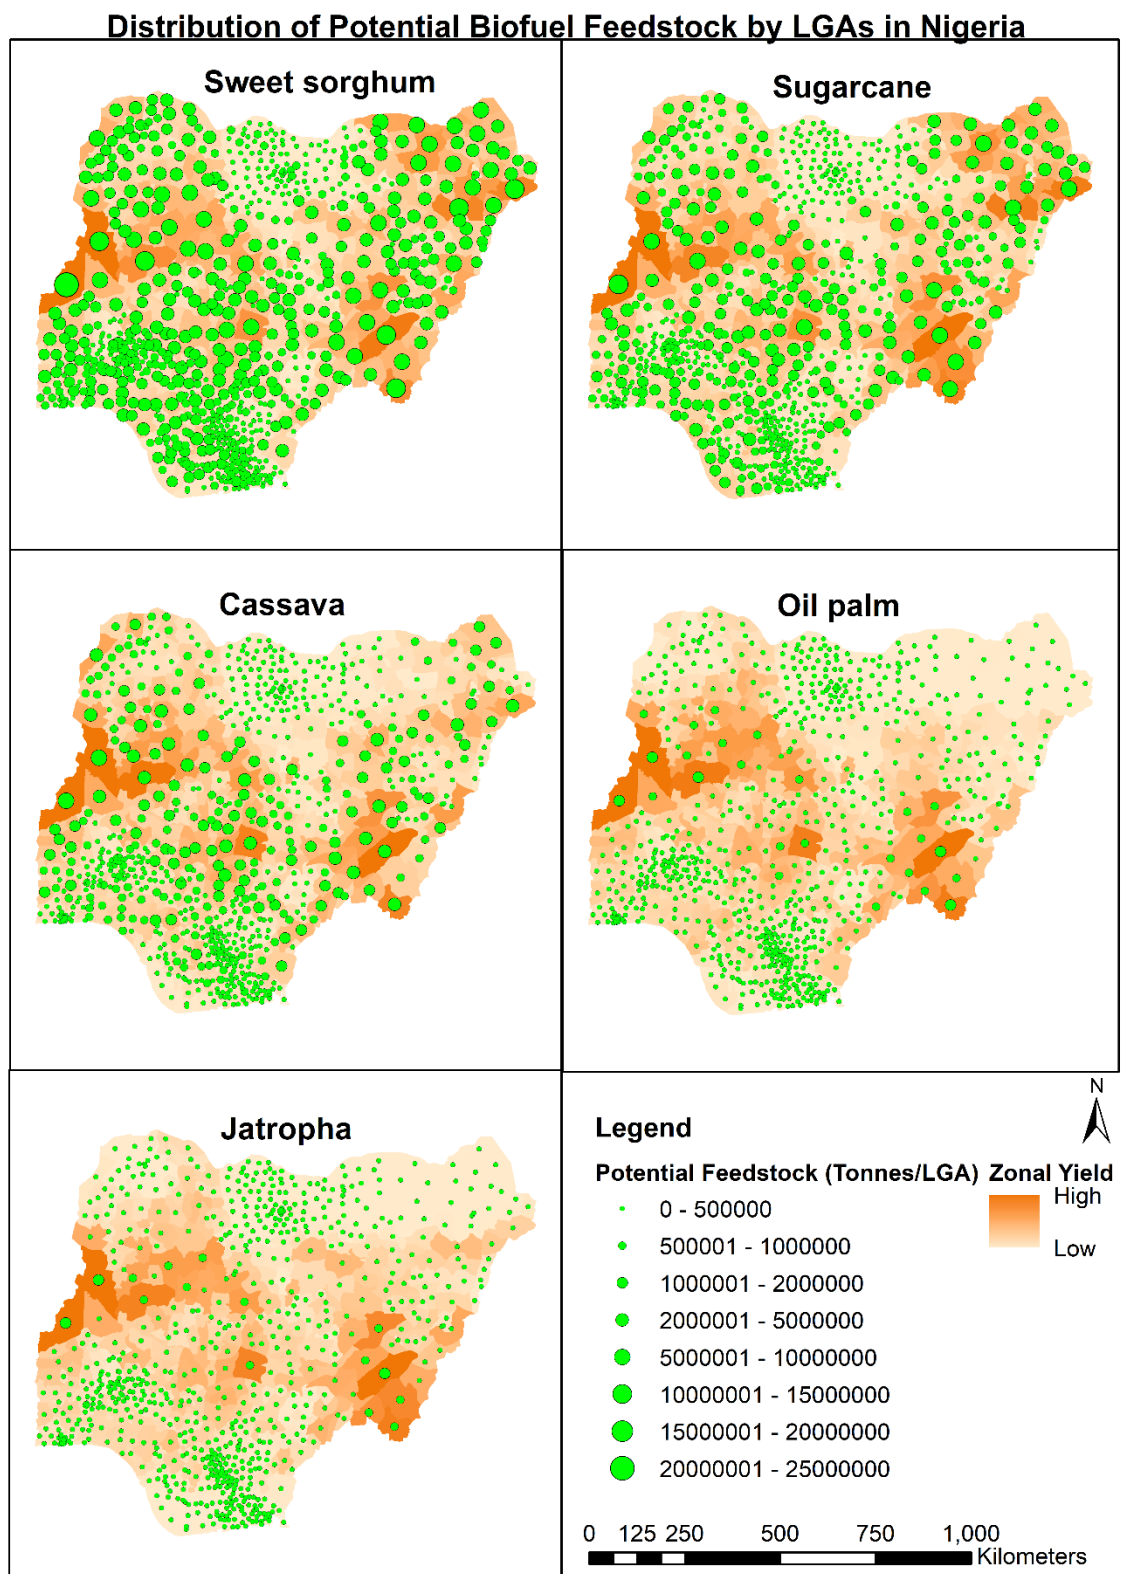 Distribution of Potential Biofuel Feedstock by LGAs in Nigeria
Sweet sorghum
Sugarcane
Cassava
Oil palm
Jatropha
N
Legend
Potential Feedstock (Tonnes/LGA) Zonal Yield
0 - 500000
500001 - 1000000
1000001 - 2000000
2000001 - 5000000
5000001 - 10000000
10000001 - 15000000
15000001 - 20000000
20000001 - 25000000
High
Low
0 125 250 500 750 1,000
Kilometers